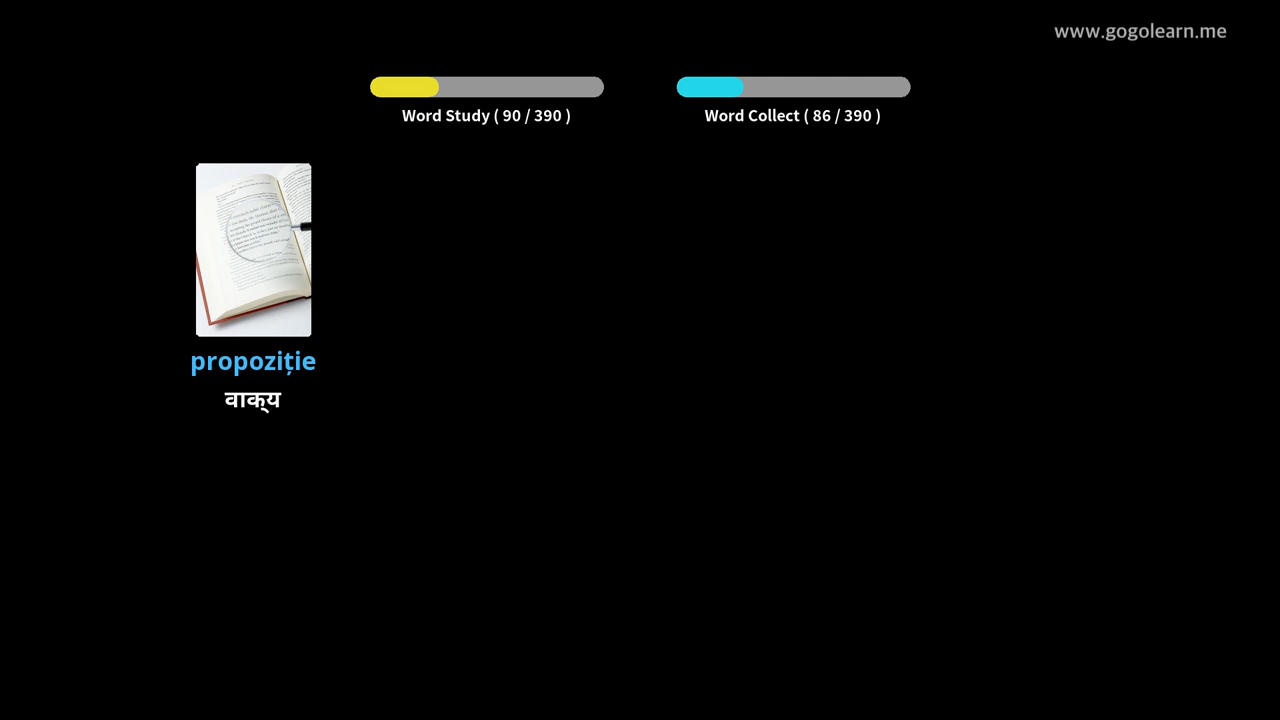 www.gogolearn.me
Word Study ( 90 / 390 )
Word Collect ( 86 / 390 )
propoziție
वाक्य